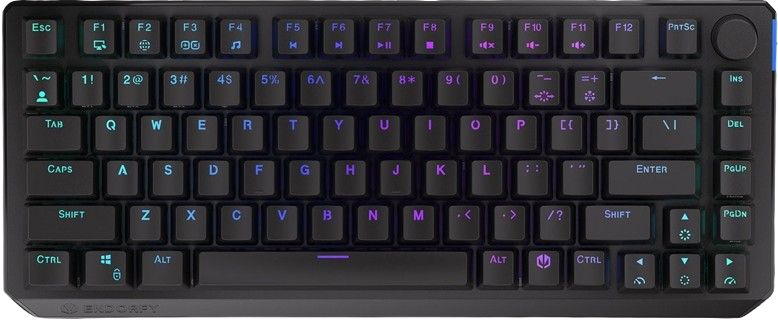 Esc F1 F2 F3 F4 F5 F6 F7 F8 F9 F10 F11 F12 PrtSc
\~ 1! 2@ 3# 4$ 5% 6^ 7& 8* 9( 0) -_ =+ ← Ins
Tab Q W E R T Y U I O P [{ ]} \| Del
Caps A S D F G H J K L ;: '" Enter PgUp
Shift Z X C V B N M ,< .> /? Shift ▲ PgDn
Ctrl Alt Alt Ctrl ◄ ▼ ►
ENDORFY